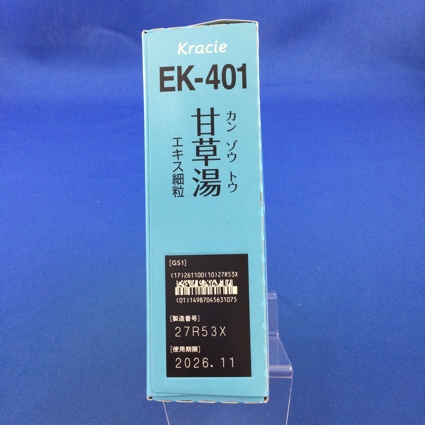 Kracie
EK-401
甘草湯
カン ゾウ トウ
エキス細粒
[GS1]
(17)261100(10)27R53X
(01)14987045631075
[製造番号]
27R53X
[使用期限]
2026.11